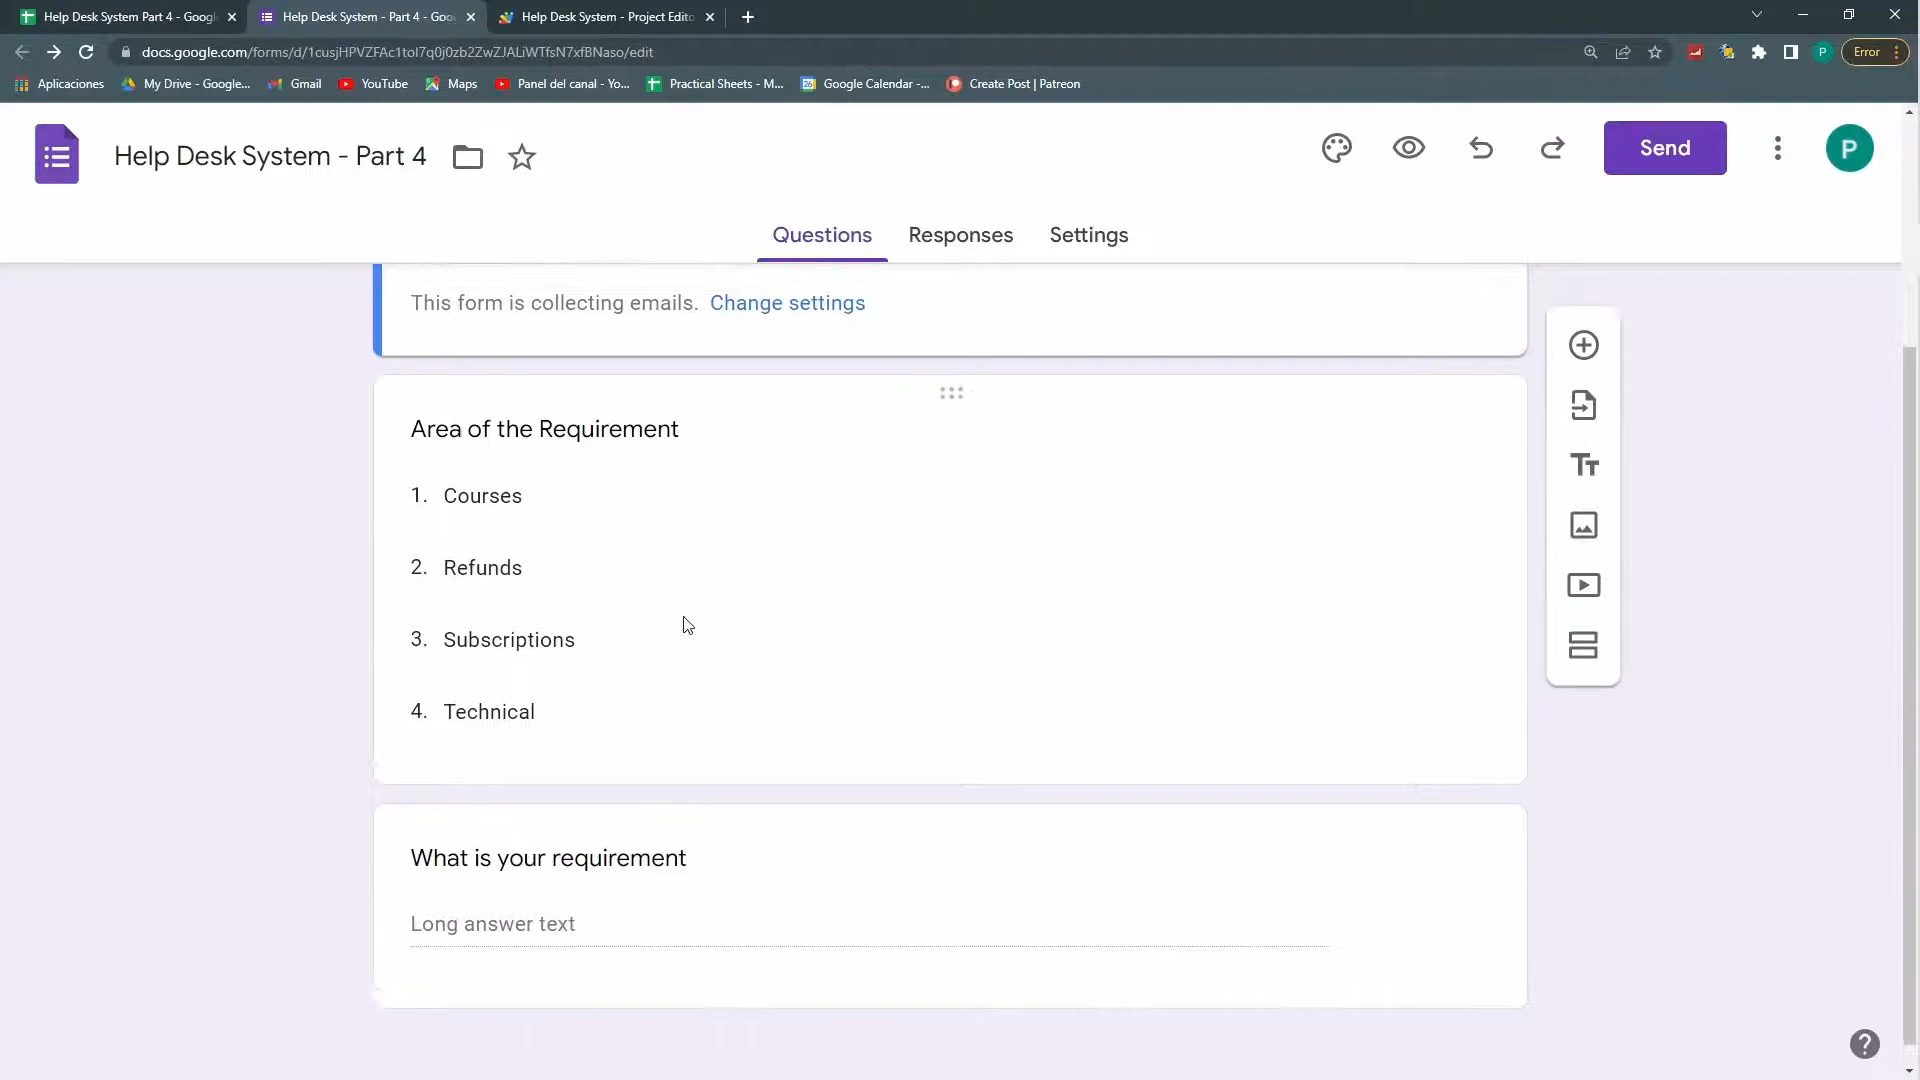 Help Desk System Part 4 - Googl
Help Desk System - Part 4 - Goo
Help Desk System - Project Edito
docs.google.com/forms/d/1cusjHPVZFAc1toI7q0j0zb2ZwZJALiWTfsN7xfBNaso/edit
Error
Aplicaciones
My Drive - Google...
Gmail
YouTube
Maps
Panel del canal - Yo...
Practical Sheets - M...
Google Calendar -...
Create Post | Patreon
Help Desk System - Part 4
Send
P
Questions
Responses
Settings
This form is collecting emails. Change settings
Area of the Requirement
1. Courses
2. Refunds
3. Subscriptions
4. Technical
What is your requirement
Long answer text